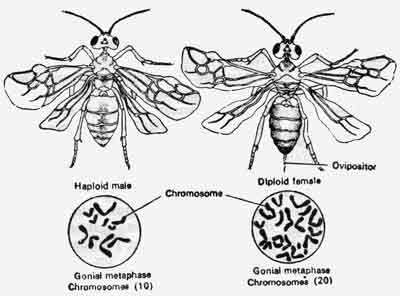 Ovipositor
Haploid male
Diploid female
Chromosome
Gonial metaphase
Chromosomes (10)
Gonial metaphase
Chromosomes (20)